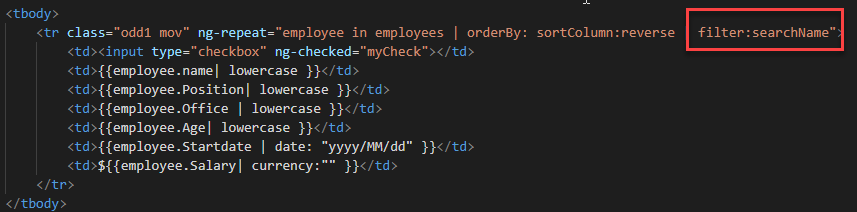 <tbody>
<tr class="odd1 mov" ng-repeat="employee in employees | orderBy: sortColumn:reverse filter:searchName">
<td><input type="checkbox" ng-checked="myCheck"></td>
<td>{{employee.name| lowercase }}</td>
<td>{{employee.Position| lowercase }}</td>
<td>{{employee.Office | lowercase }}</td>
<td>{{employee.Age| lowercase }}</td>
<td>{{employee.Startdate | date: "yyyy/MM/dd" }}</td>
<td>${{employee.Salary| currency:"" }}</td>
</tr>
</tbody>